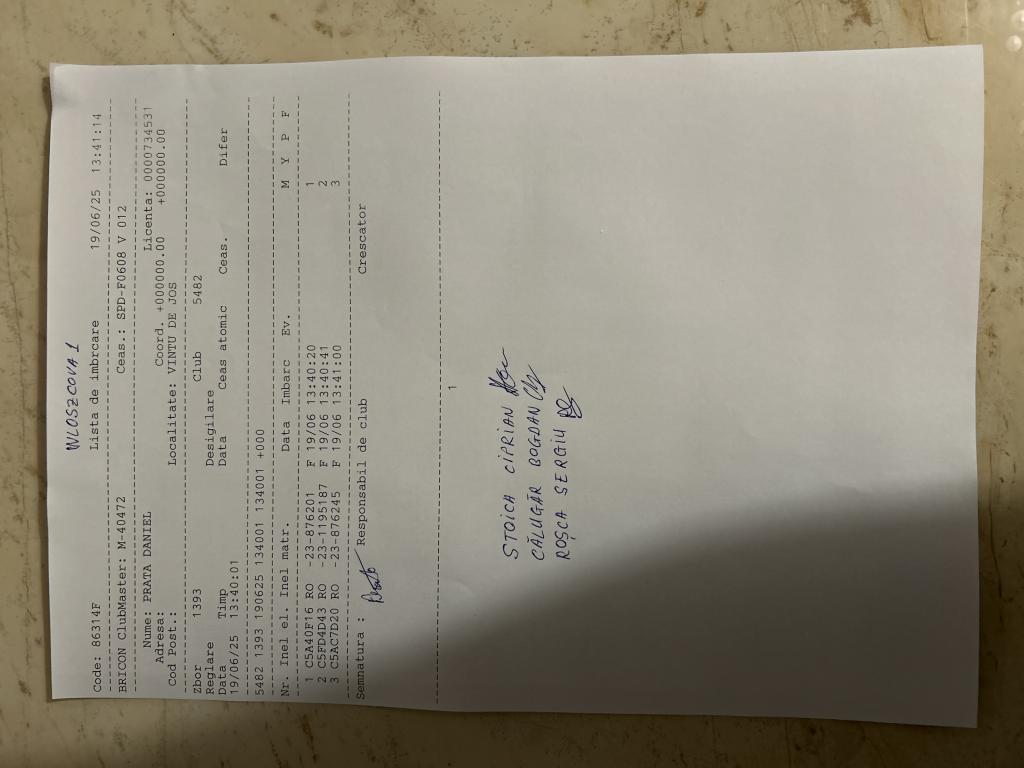 WLOSZCOVA 1
Code: 86314F Lista de imbrcare 19/06/25 13:41:14
BRICON ClubMaster: M-40472 Ceas.: SPD-F0608 V 012
Nume: PRATA DANIEL Licenta: 0000734531
Adresa: Coord. +000000.00 +000000.00
Cod Post.: Localitate: VINTU DE JOS
Zbor 1393 Club 5482
Reglare Desigilare
Data Timp Data Ceas atomic Ceas. Difer
19/06/25 13:40:01
5482 1393 190625 134001 134001 +000
Nr. Inel el. Inel matr. Data Imbarc Ev. M Y P F
1 C5A40F16 RO -23-876201 F 19/06 13:40:20 1
2 C5FD4D43 RO -23-1195187 F 19/06 13:40:41 2
3 C5AC7D20 RO -23-876245 F 19/06 13:41:00 3
Semnatura : Responsabil de club Crescator
1
STOICA CIPRIAN
CĂLUGĂR BOGDAN
ROȘCA SERGIU